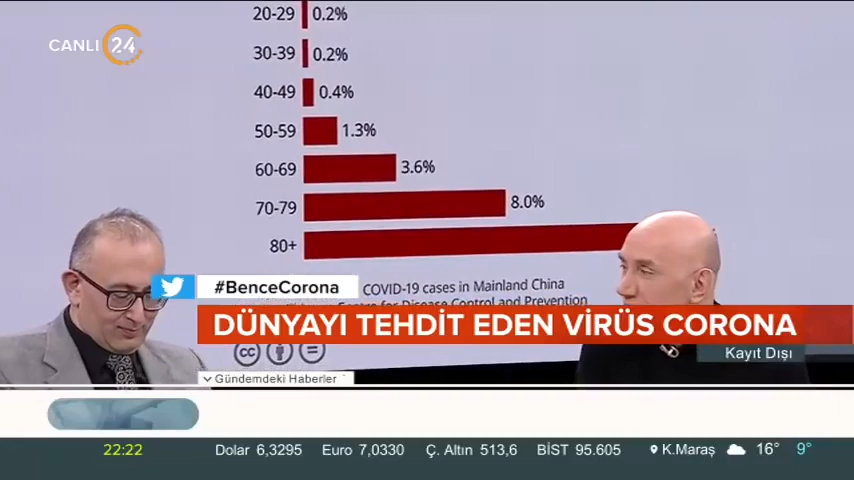 20-29 0.2%
CANLI 24
30-39 0.2%
40-49 0.4%
50-59 1.3%
60-69 3.6%
70-79 8.0%
80+
#BenceCorona
COVID-19 cases in Mainland China
Centre for Disease Control and Prevention
DÜNYAYI TEHDİT EDEN VİRÜS CORONA
cc =
Kayıt Dışı
Gündemdeki Haberler
22:22 Dolar 6,3295 Euro 7,0330 Ç. Altın 513,6 BİST 95.605 K.Maraş 16° 9°